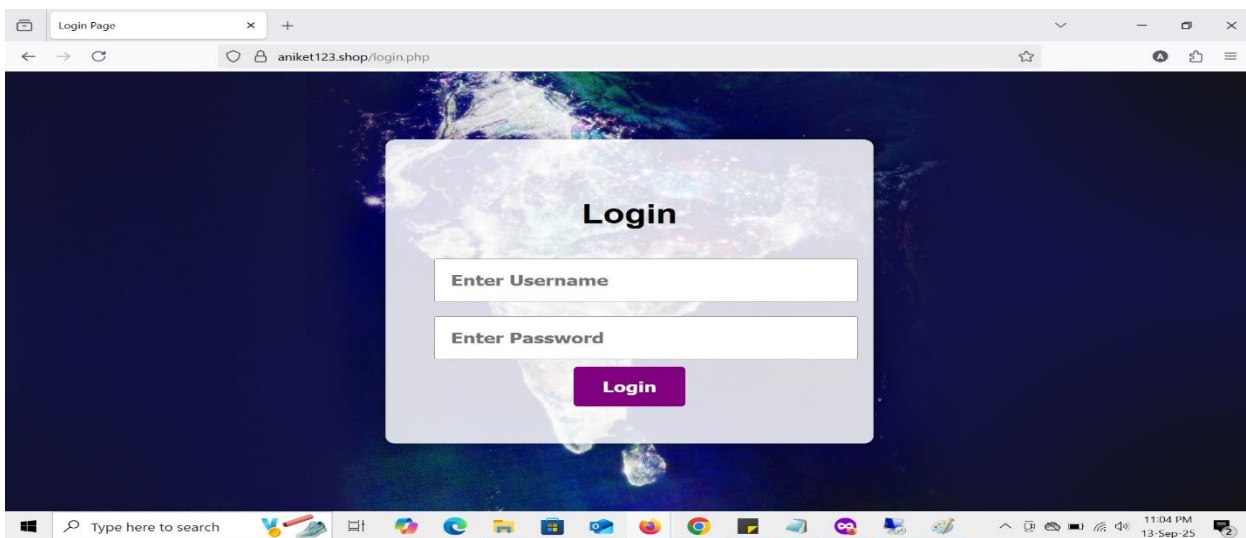 Login Page
aniket123.shop/login.php
A
Login
Enter Username
Enter Password
Login
Type here to search
11:04 PM
13-Sep-25
2